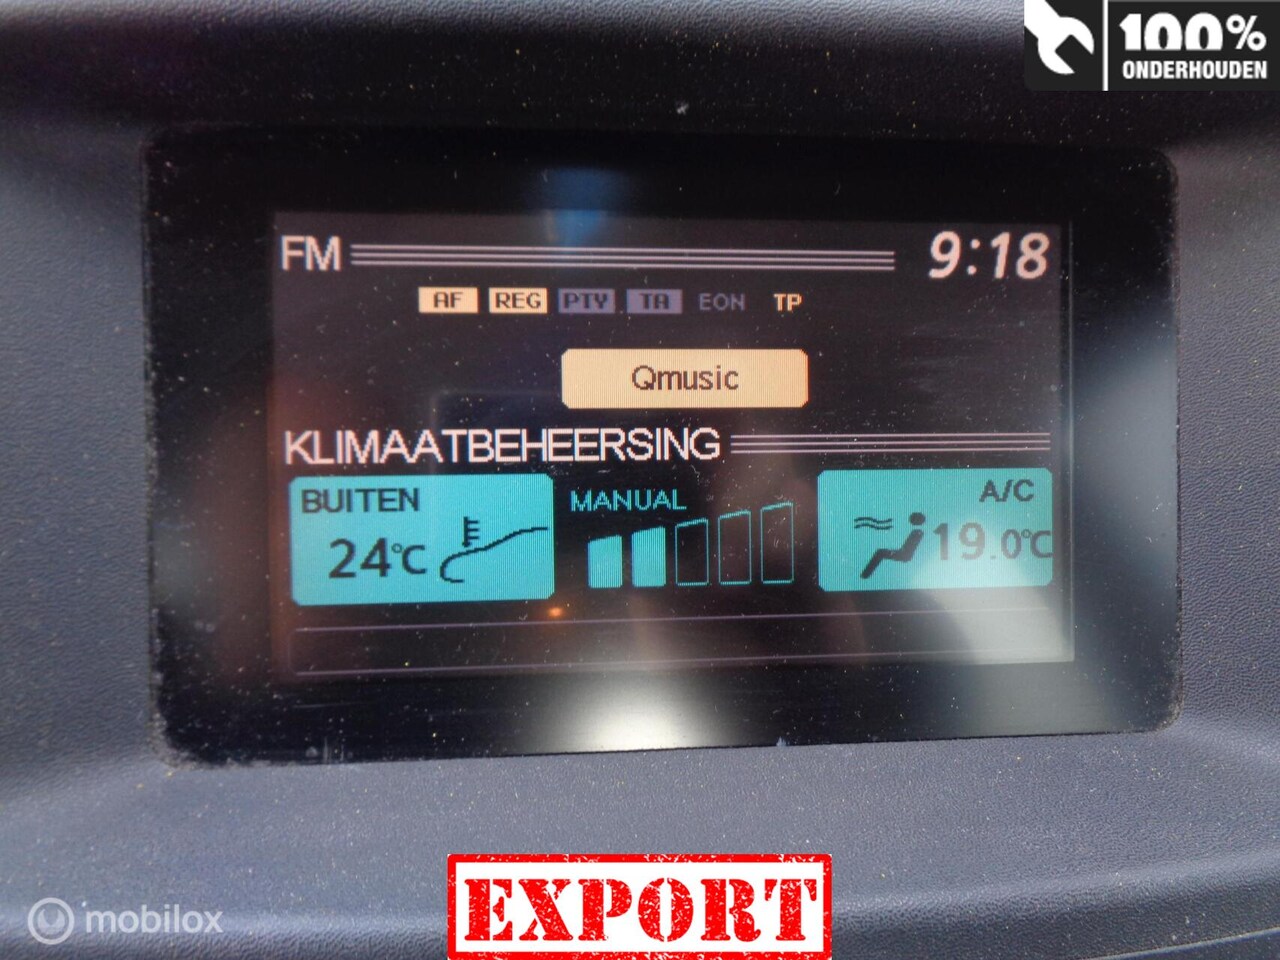 100%
ONDERHOUDEN
FM 9:18
AF REG PTY TA EON TP
Qmusic
KLIMAATBEHEERSING
BUITEN MANUAL A/C
24°C 19.0°C
EXPORT
mobilox